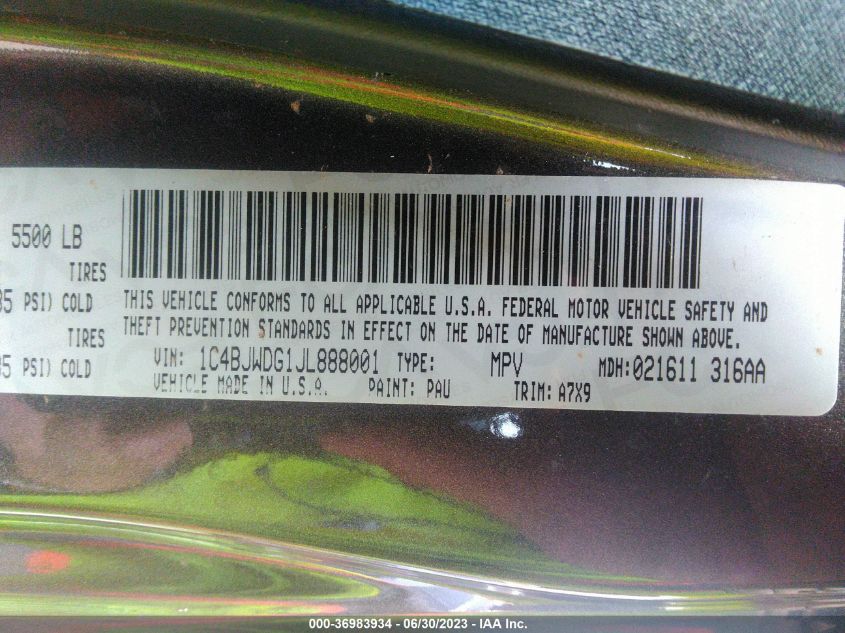 5500 LB
TIRES
35 PSI) COLD
TIRES
35 PSI) COLD
THIS VEHICLE CONFORMS TO ALL APPLICABLE U.S.A. FEDERAL MOTOR VEHICLE SAFETY AND
THEFT PREVENTION STANDARDS IN EFFECT ON THE DATE OF MANUFACTURE SHOWN ABOVE.
VIN: 1C4BJWDG1JL888001 TYPE: MPV MDH:021611 316AA
VEHICLE MADE IN U.S.A. PAINT: PAU TRIM: A7X9
000-36983934 - 06/30/2023 - IAA Inc.